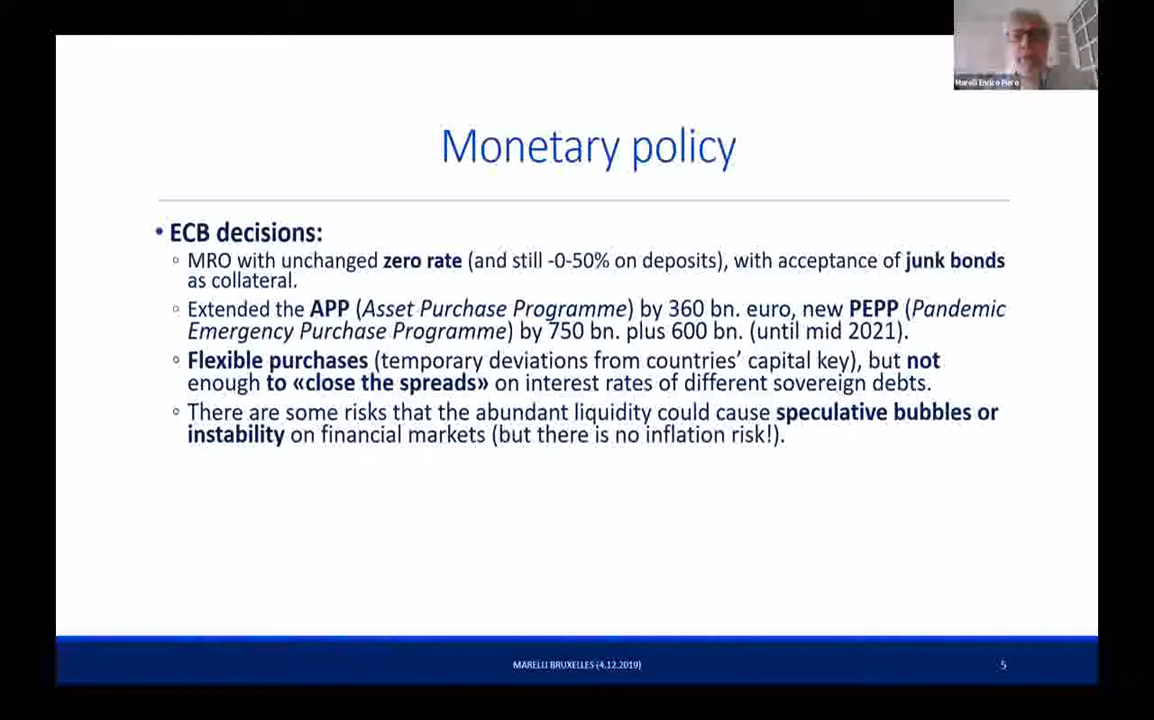 Marelli Enrico Piero
Monetary policy
• ECB decisions:
◦ MRO with unchanged zero rate (and still -0-50% on deposits), with acceptance of junk bonds
as collateral.
◦ Extended the APP (Asset Purchase Programme) by 360 bn. euro, new PEPP (Pandemic
Emergency Purchase Programme) by 750 bn. plus 600 bn. (until mid 2021).
◦ Flexible purchases (temporary deviations from countries’ capital key), but not
enough to «close the spreads» on interest rates of different sovereign debts.
◦ There are some risks that the abundant liquidity could cause speculative bubbles or
instability on financial markets (but there is no inflation risk!).
MARELLI BRUXELLES (4.12.2019)
5